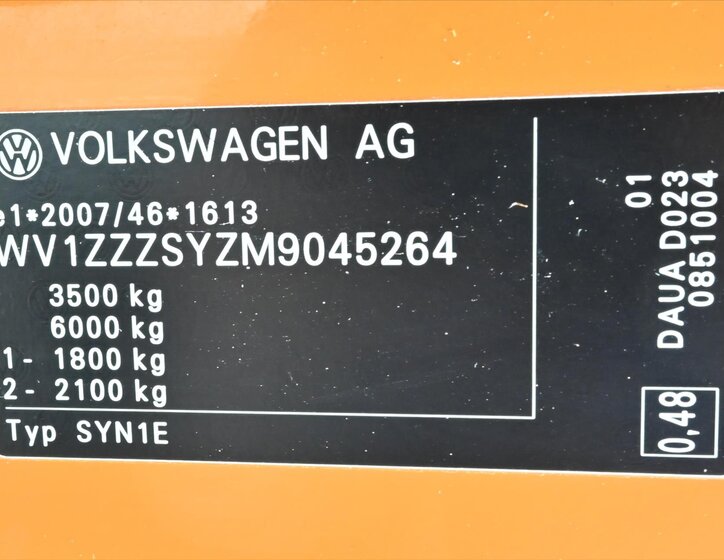 VOLKSWAGEN AG
e1*2007/46*1613
WV1ZZZSYZM9045264
3500 kg
6000 kg
1- 1800 kg
2- 2100 kg
Typ SYN1E
01
DAUA D023
0851004
0,48